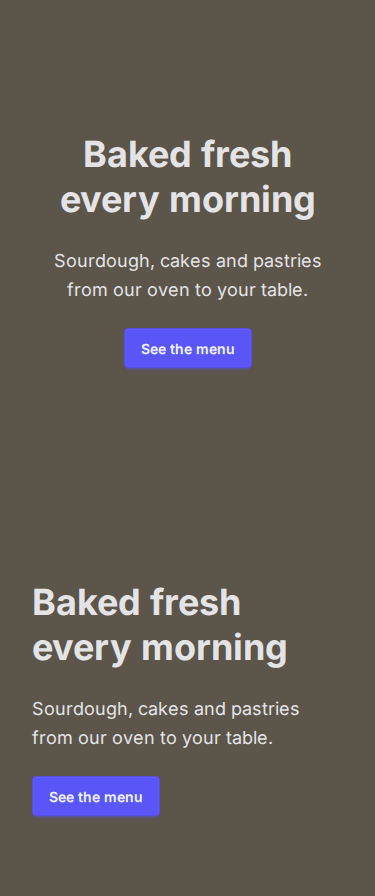 Baked fresh
every morning
Sourdough, cakes and pastries
from our oven to your table.
See the menu
Baked fresh
every morning
Sourdough, cakes and pastries
from our oven to your table.
See the menu